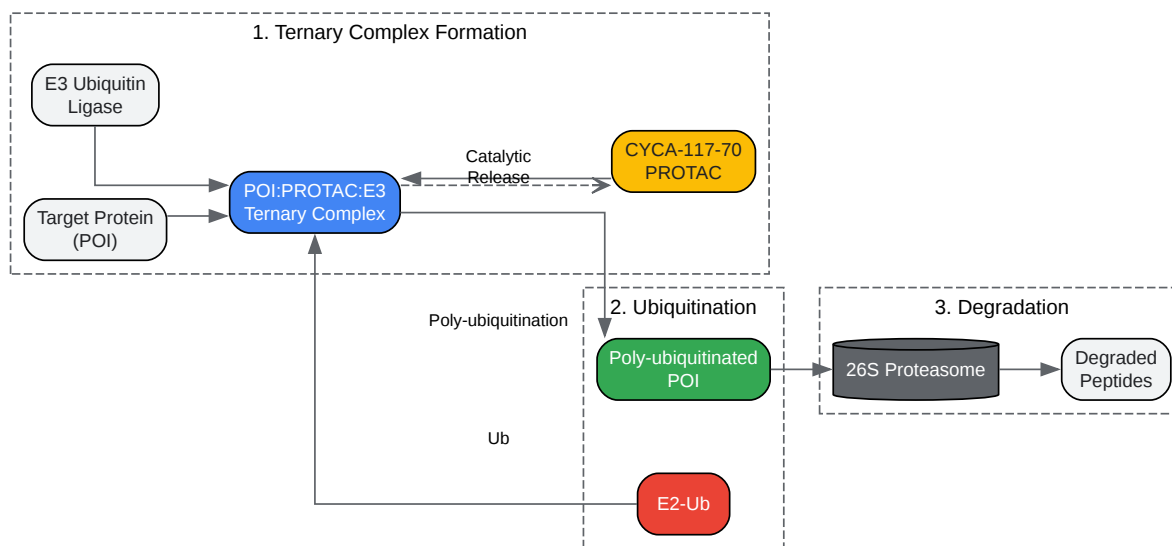 1. Ternary Complex Formation
E3 Ubiquitin
Ligase
Catalytic
Release
CYCA-117-70
PROTAC
POI:PROTAC:E3
Ternary Complex
Target Protein
(POI)
2. Ubiquitination
3. Degradation
Poly-ubiquitination
Poly-ubiquitinated
POI
26S Proteasome
Degraded
Peptides
Ub
E2-Ub